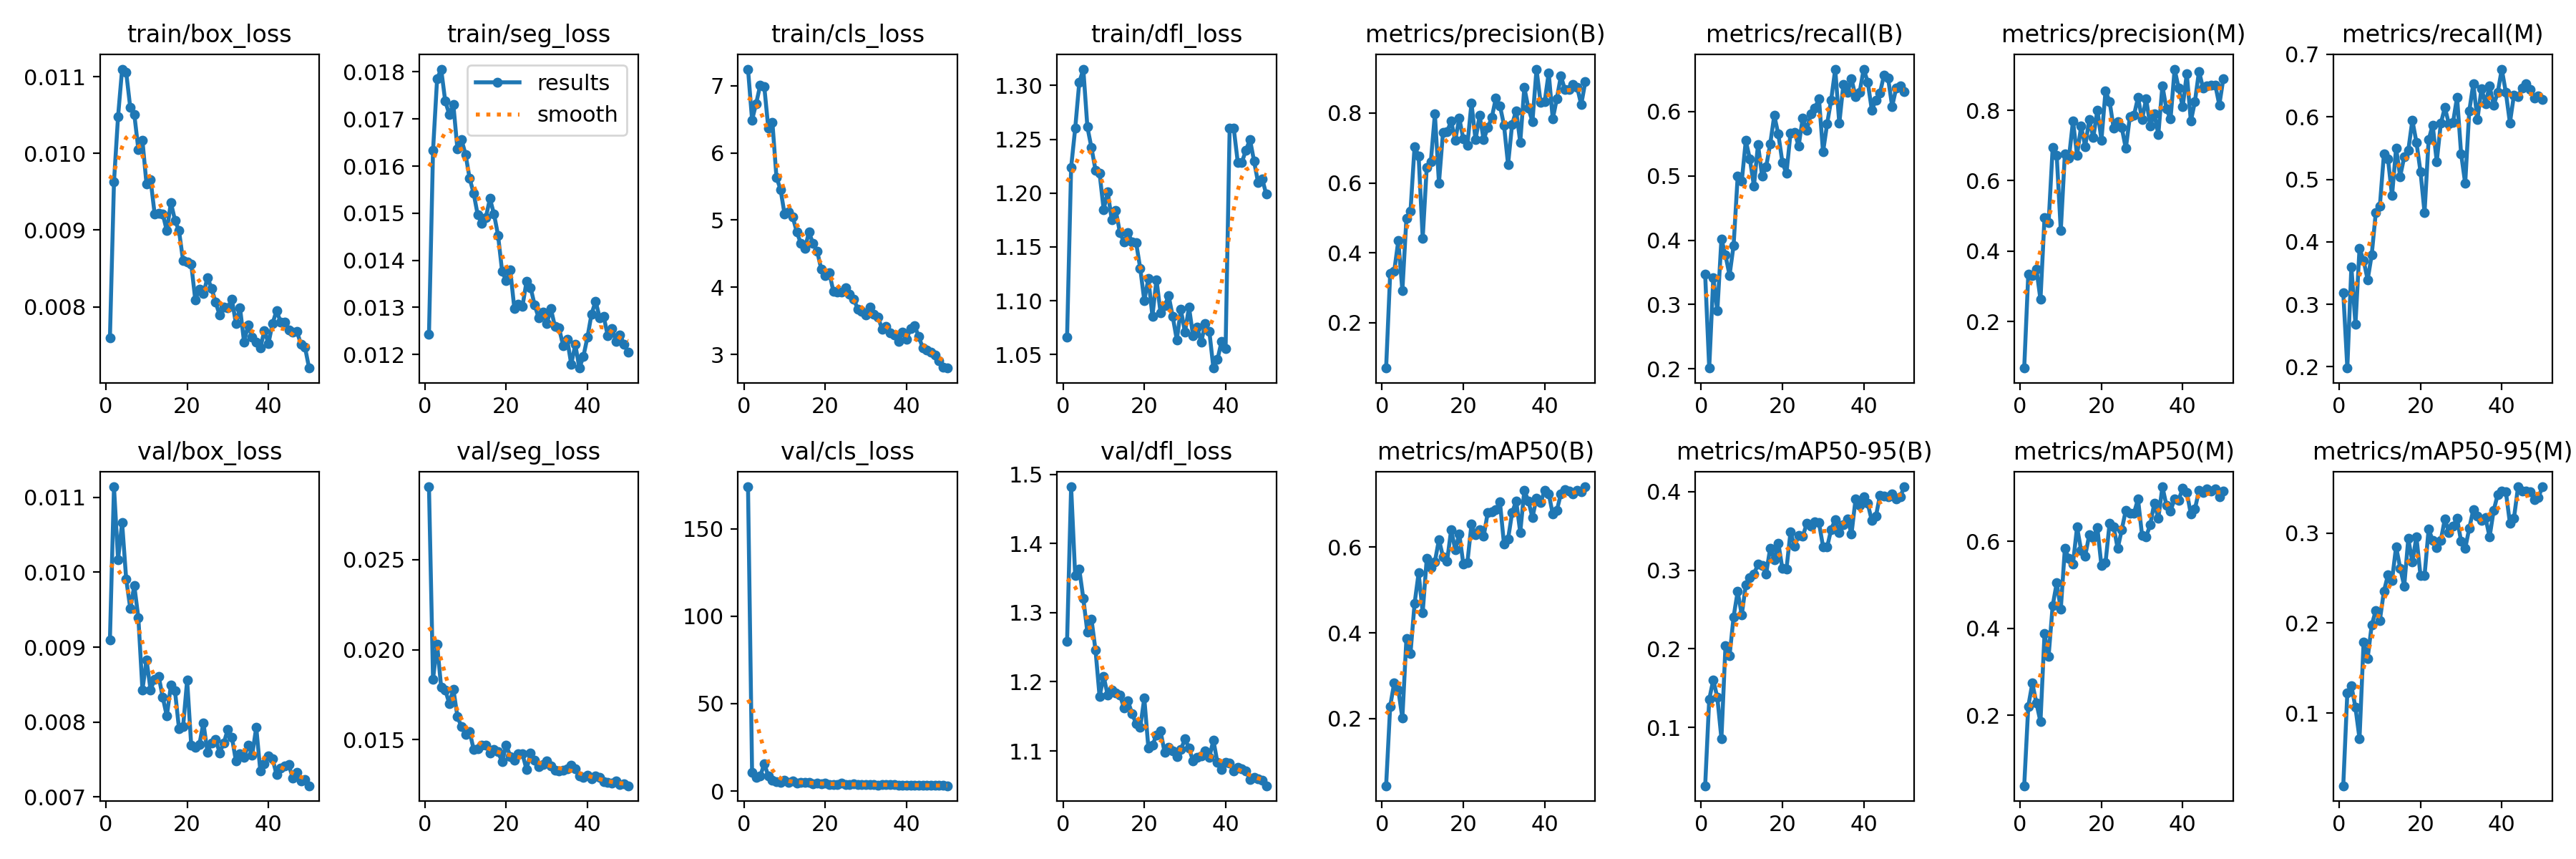 train/box_loss
train/seg_loss
train/cls_loss
train/dfl_loss
metrics/precision(B)
metrics/recall(B)
metrics/precision(M)
metrics/recall(M)
results
smooth
0.011
0.010
0.009
0.008
0 20 40
0.018
0.017
0.016
0.015
0.014
0.013
0.012
0 20 40
7
6
5
4
3
0 20 40
1.30
1.25
1.20
1.15
1.10
1.05
0 20 40
0.8
0.6
0.4
0.2
0 20 40
0.6
0.5
0.4
0.3
0.2
0 20 40
0.8
0.6
0.4
0.2
0 20 40
0.7
0.6
0.5
0.4
0.3
0.2
0 20 40
val/box_loss
val/seg_loss
val/cls_loss
val/dfl_loss
metrics/mAP50(B)
metrics/mAP50-95(B)
metrics/mAP50(M)
metrics/mAP50-95(M)
0.011
0.010
0.009
0.008
0.007
0 20 40
0.025
0.020
0.015
0 20 40
150
100
50
0
0 20 40
1.5
1.4
1.3
1.2
1.1
0 20 40
0.6
0.4
0.2
0 20 40
0.4
0.3
0.2
0.1
0 20 40
0.6
0.4
0.2
0 20 40
0.3
0.2
0.1
0 20 40